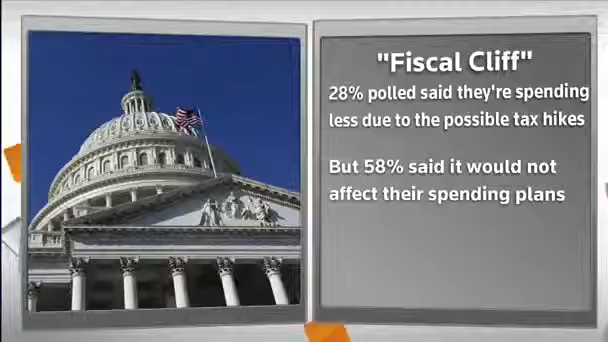 "Fiscal Cliff"
28% polled said they're spending
less due to the possible tax hikes
But 58% said it would not
affect their spending plans